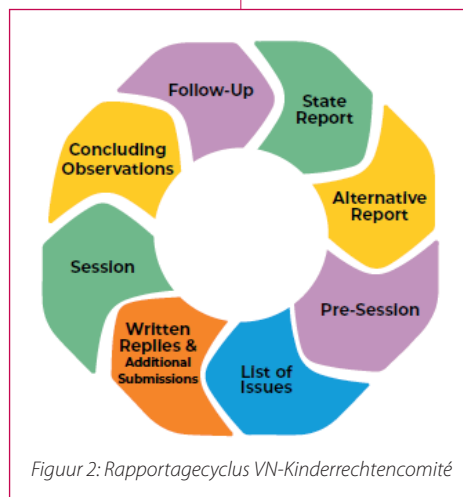 Follow-Up
State
Report
Alternative
Report
Pre-Session
List of
Issues
Written
Replies &
Additional
Submissions
Session
Concluding
Observations
Figuur 2: Rapportagecyclus VN-Kinderrechtencomité